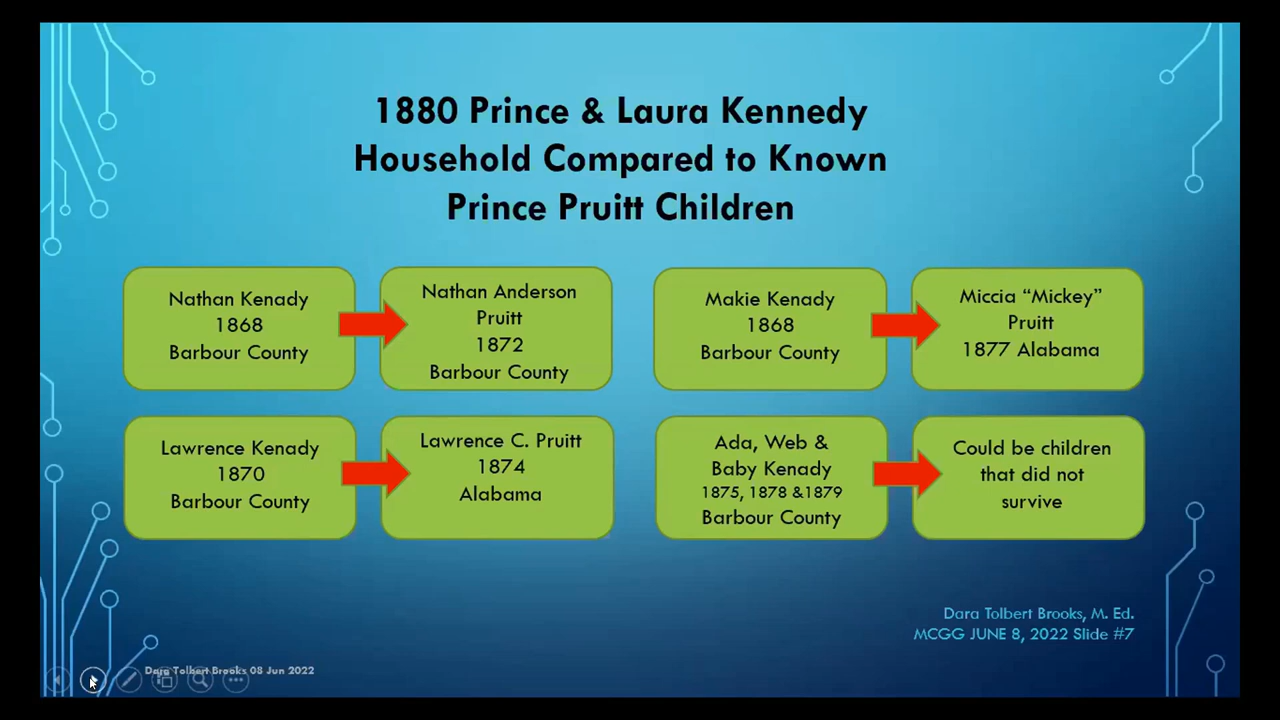 1880 Prince & Laura Kennedy
Household Compared to Known
Prince Pruitt Children
Nathan Kenady
1868
Barbour County
Nathan Anderson
Pruitt
1872
Barbour County
Makie Kenady
1868
Barbour County
Miccia “Mickey”
Pruitt
1877 Alabama
Lawrence Kenady
1870
Barbour County
Lawrence C. Pruitt
1874
Alabama
Ada, Web &
Baby Kenady
1875, 1878 &1879
Barbour County
Could be children
that did not
survive
Dara Tolbert Brooks, M. Ed.
MCGG JUNE 8, 2022 Slide #7
Dara Tolbert Brooks 08 Jun 2022